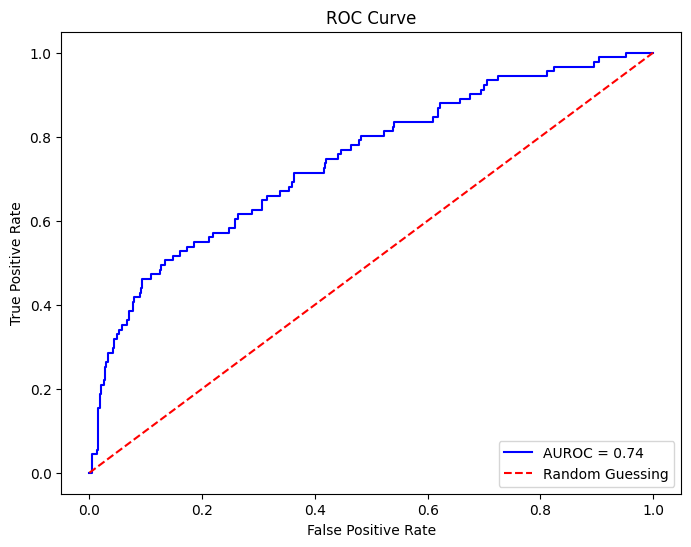 ROC Curve
True Positive Rate
1.0
0.8
0.6
0.4
0.2
0.0
0.0 0.2 0.4 0.6 0.8 1.0
False Positive Rate
AUROC = 0.74
Random Guessing